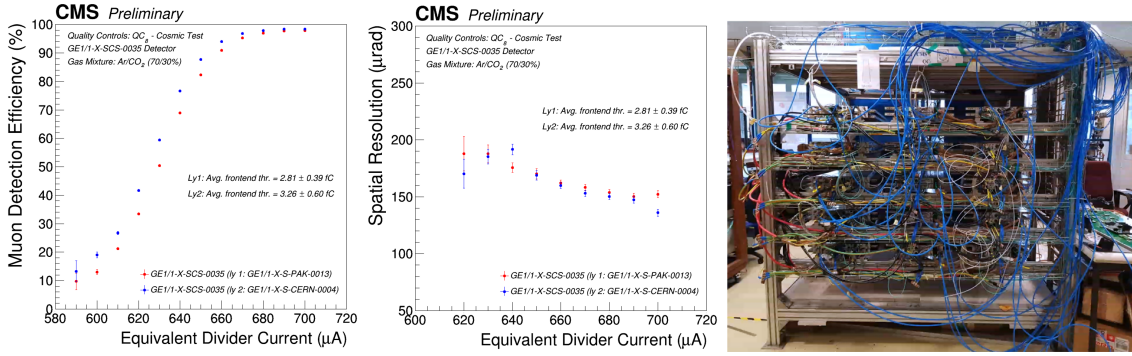 CMS Preliminary
Muon Detection Efficiency (%)
100
90
80
70
60
50
40
30
20
10
0
Quality Controls: QC8 - Cosmic Test
GE1/1-X-SCS-0035 Detector
Gas Mixture: Ar/CO2 (70/30%)
Ly1: Avg. frontend thr. = 2.81 ± 0.39 fC
Ly2: Avg. frontend thr. = 3.26 ± 0.60 fC
GE1/1-X-SCS-0035 (ly 1: GE1/1-X-S-PAK-0013)
GE1/1-X-SCS-0035 (ly 2: GE1/1-X-S-CERN-0004)
580 600 620 640 660 680 700 720
Equivalent Divider Current (μA)
CMS Preliminary
Spatial Resolution (μrad)
300
250
200
150
100
50
Quality Controls: QC8 - Cosmic Test
GE1/1-X-SCS-0035 Detector
Gas Mixture: Ar/CO2 (70/30%)
Ly1: Avg. frontend thr. = 2.81 ± 0.39 fC
Ly2: Avg. frontend thr. = 3.26 ± 0.60 fC
GE1/1-X-SCS-0035 (ly 1: GE1/1-X-S-PAK-0013)
GE1/1-X-SCS-0035 (ly 2: GE1/1-X-S-CERN-0004)
600 620 640 660 680 700 720
Equivalent Divider Current (μA)